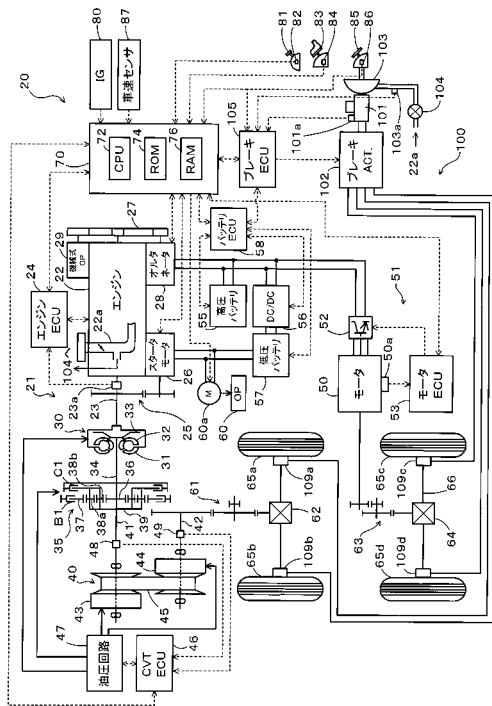 80
IG
87
車速センサ
20
70
72
CPU
74
ROM
76
RAM
81
82
83
84
85
86
103
104
105
ブレーキ
ECU
101a
101
103a
22a
102
ブレーキ
ACT.
100
24
エンジン
ECU
29
機械式
OP
22
22a
エンジン
27
28
オルタ
ネータ
104
26
スタータ
モータ
バッテリ
ECU
58
55
高圧
バッテリ
DC/DC
56
57
低圧
バッテリ
M
60a
OP
60
21
23a
23
25
30
33
32
31
34
36
C1
38b
B1
37
35
38a
39
41
42
49
48
40
44
43
45
47
油圧回路
46
CVT
ECU
61
62
65a
109a
65b
109b
51
52
50
モータ
50a
53
モータ
ECU
63
64
65c
109c
66
65d
109d